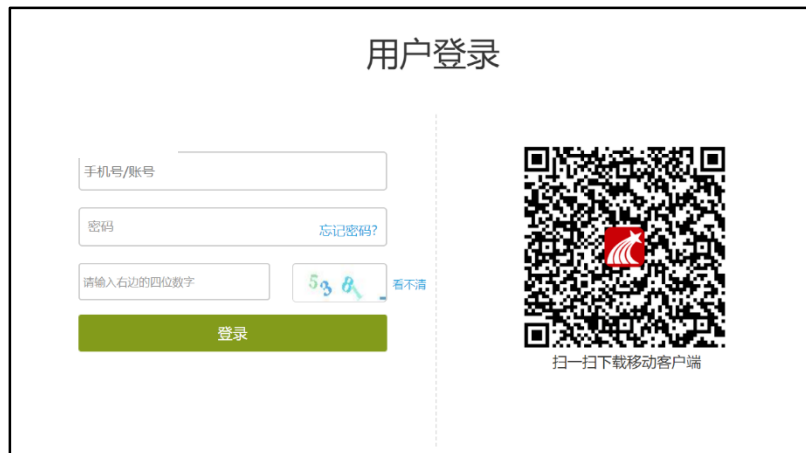 用户登录
手机号/账号
密码
忘记密码?
请输入右边的四位数字
看不清
登录
扫一扫下载移动客户端